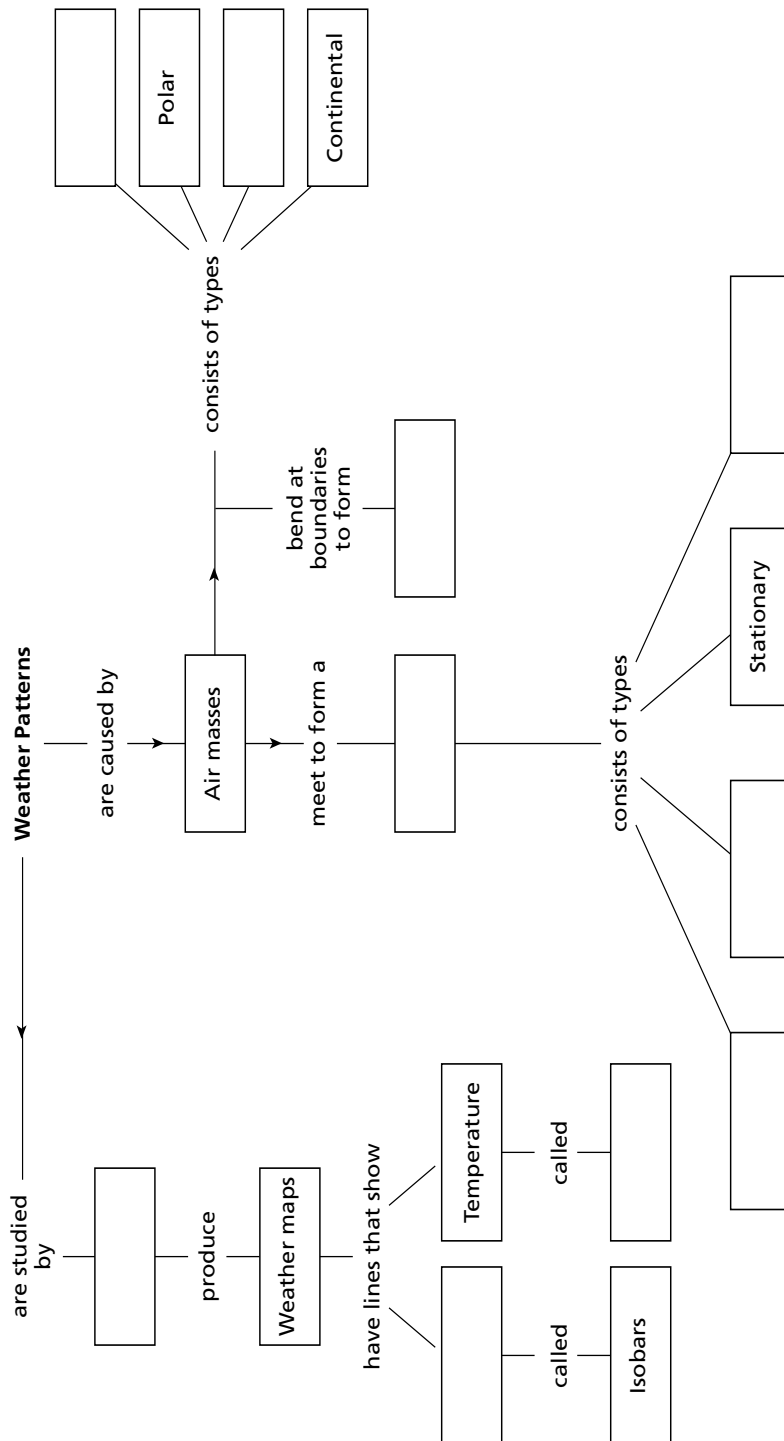 Weather Patterns
are studied
by
produce
Weather maps
have lines that show
Temperature
called
called
Isobars
are caused by
Air masses
meet to form a
consists of types
Stationary
bend at
boundaries
to form
consists of types
Polar
Continental